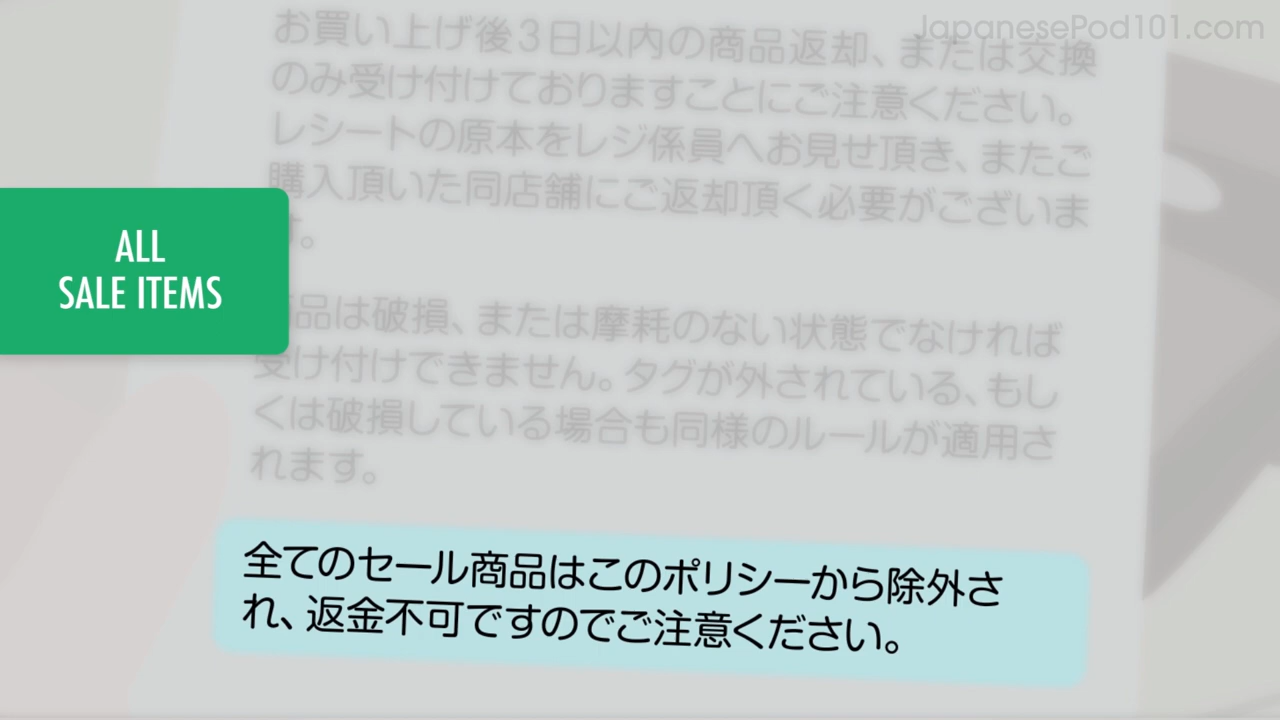 JapanesePod101.com
お買い上げ後3日以内の商品返却、または交換
のみ受け付けておりますことにご注意ください。
レシートの原本をレジ係員へお見せ頂き、またご
購入頂いた同店舗にご返却頂く必要がございま
す。
ALL
SALE ITEMS
商品は破損、または摩耗のない状態でなければ
受け付けできません。タグが外されている、もし
くは破損している場合も同様のルールが適用さ
れます。
全てのセール商品はこのポリシーから除外さ
れ、返金不可ですのでご注意ください。